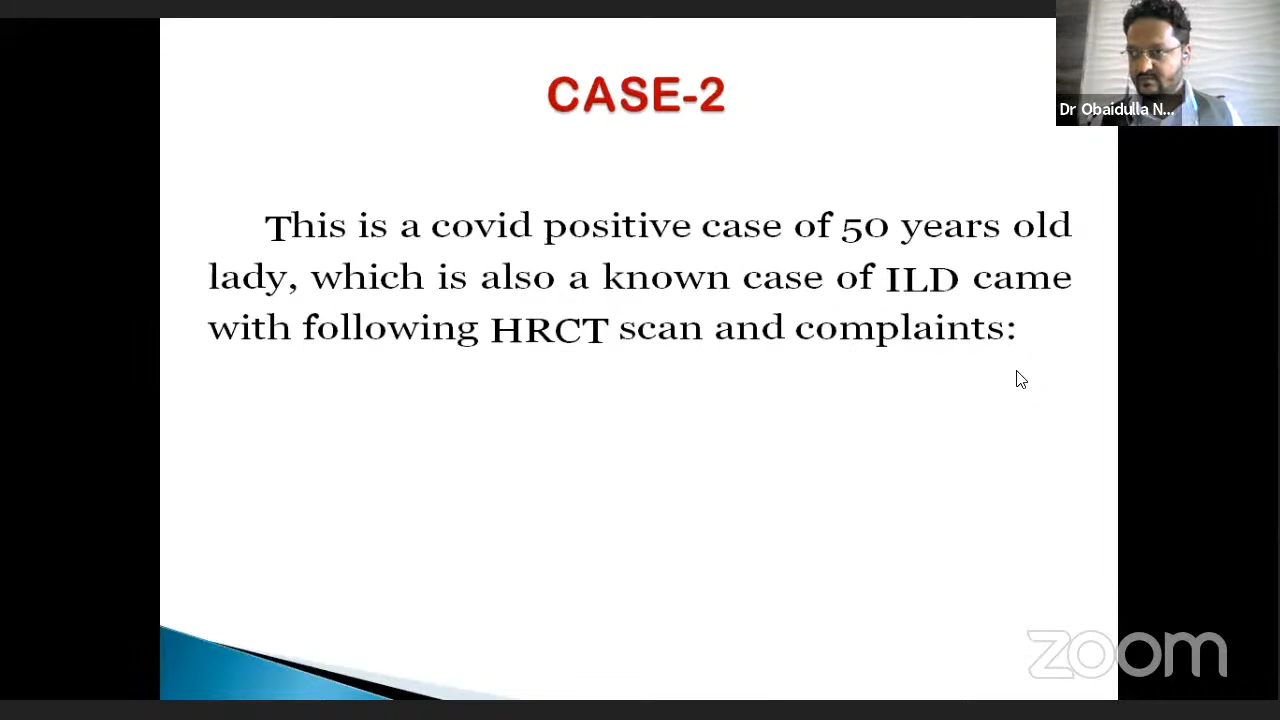 CASE-2
Dr Obaidulla N...
This is a covid positive case of 50 years old
lady, which is also a known case of ILD came
with following HRCT scan and complaints:
zoom